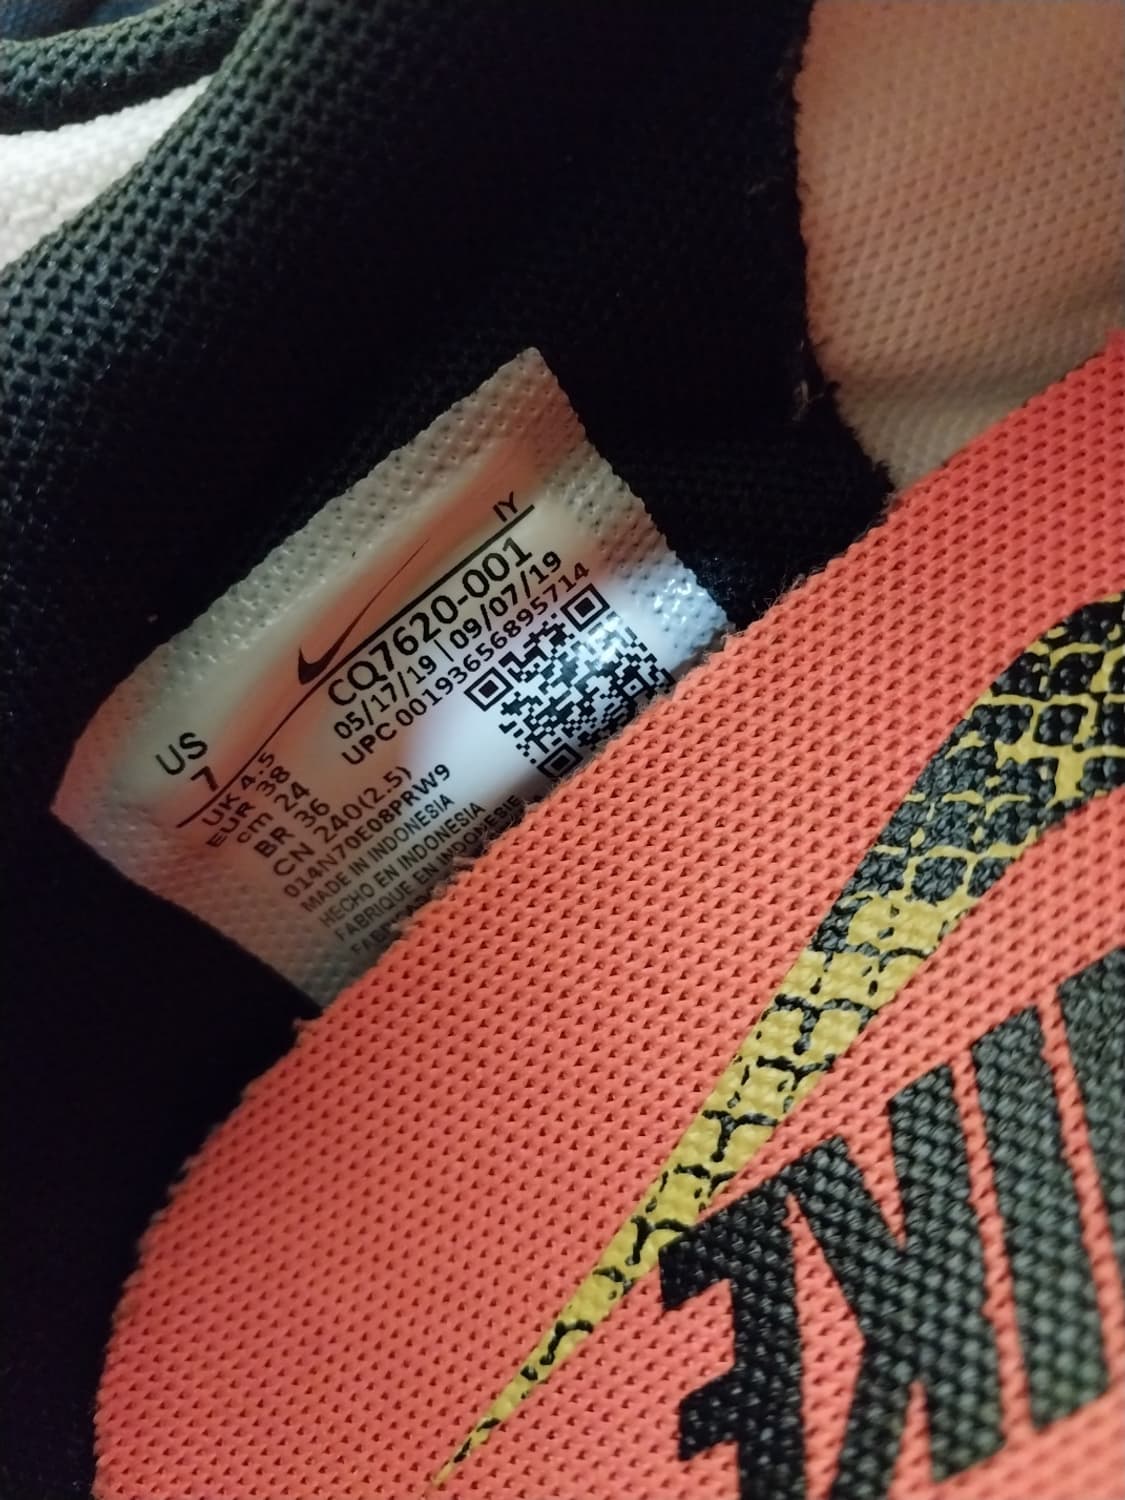 IY
CQ7620-001
05/17/19 | 09/07/19
UPC 00193656895714
US
7
UK 4.5
EUR 38
cm 24
BR 36
CN 240(2.5)
014N70E08PRW9
MADE IN INDONESIA
HECHO EN INDONESIA
FABRIQUE EN INDONESIE